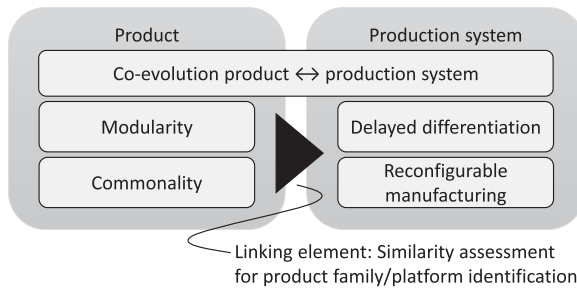 Product
Production system
Co-evolution product ↔ production system
Modularity
Delayed differentiation
Commonality
Reconfigurable
manufacturing
Linking element: Similarity assessment
for product family/platform identification